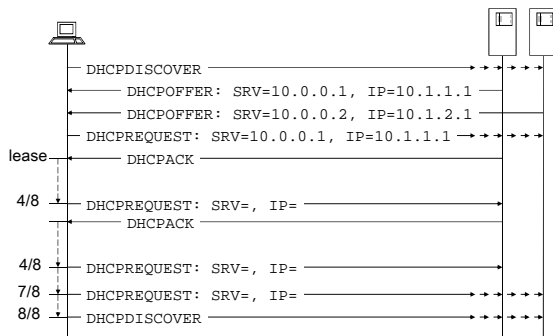 DHCPDISCOVER
DHCPOFFER: SRV=10.0.0.1, IP=10.1.1.1
DHCPOFFER: SRV=10.0.0.2, IP=10.1.2.1
DHCPREQUEST: SRV=10.0.0.1, IP=10.1.1.1
lease DHCPACK
4/8 DHCPREQUEST: SRV=, IP=
DHCPACK
4/8 DHCPREQUEST: SRV=, IP=
7/8 DHCPREQUEST: SRV=, IP=
8/8 DHCPDISCOVER